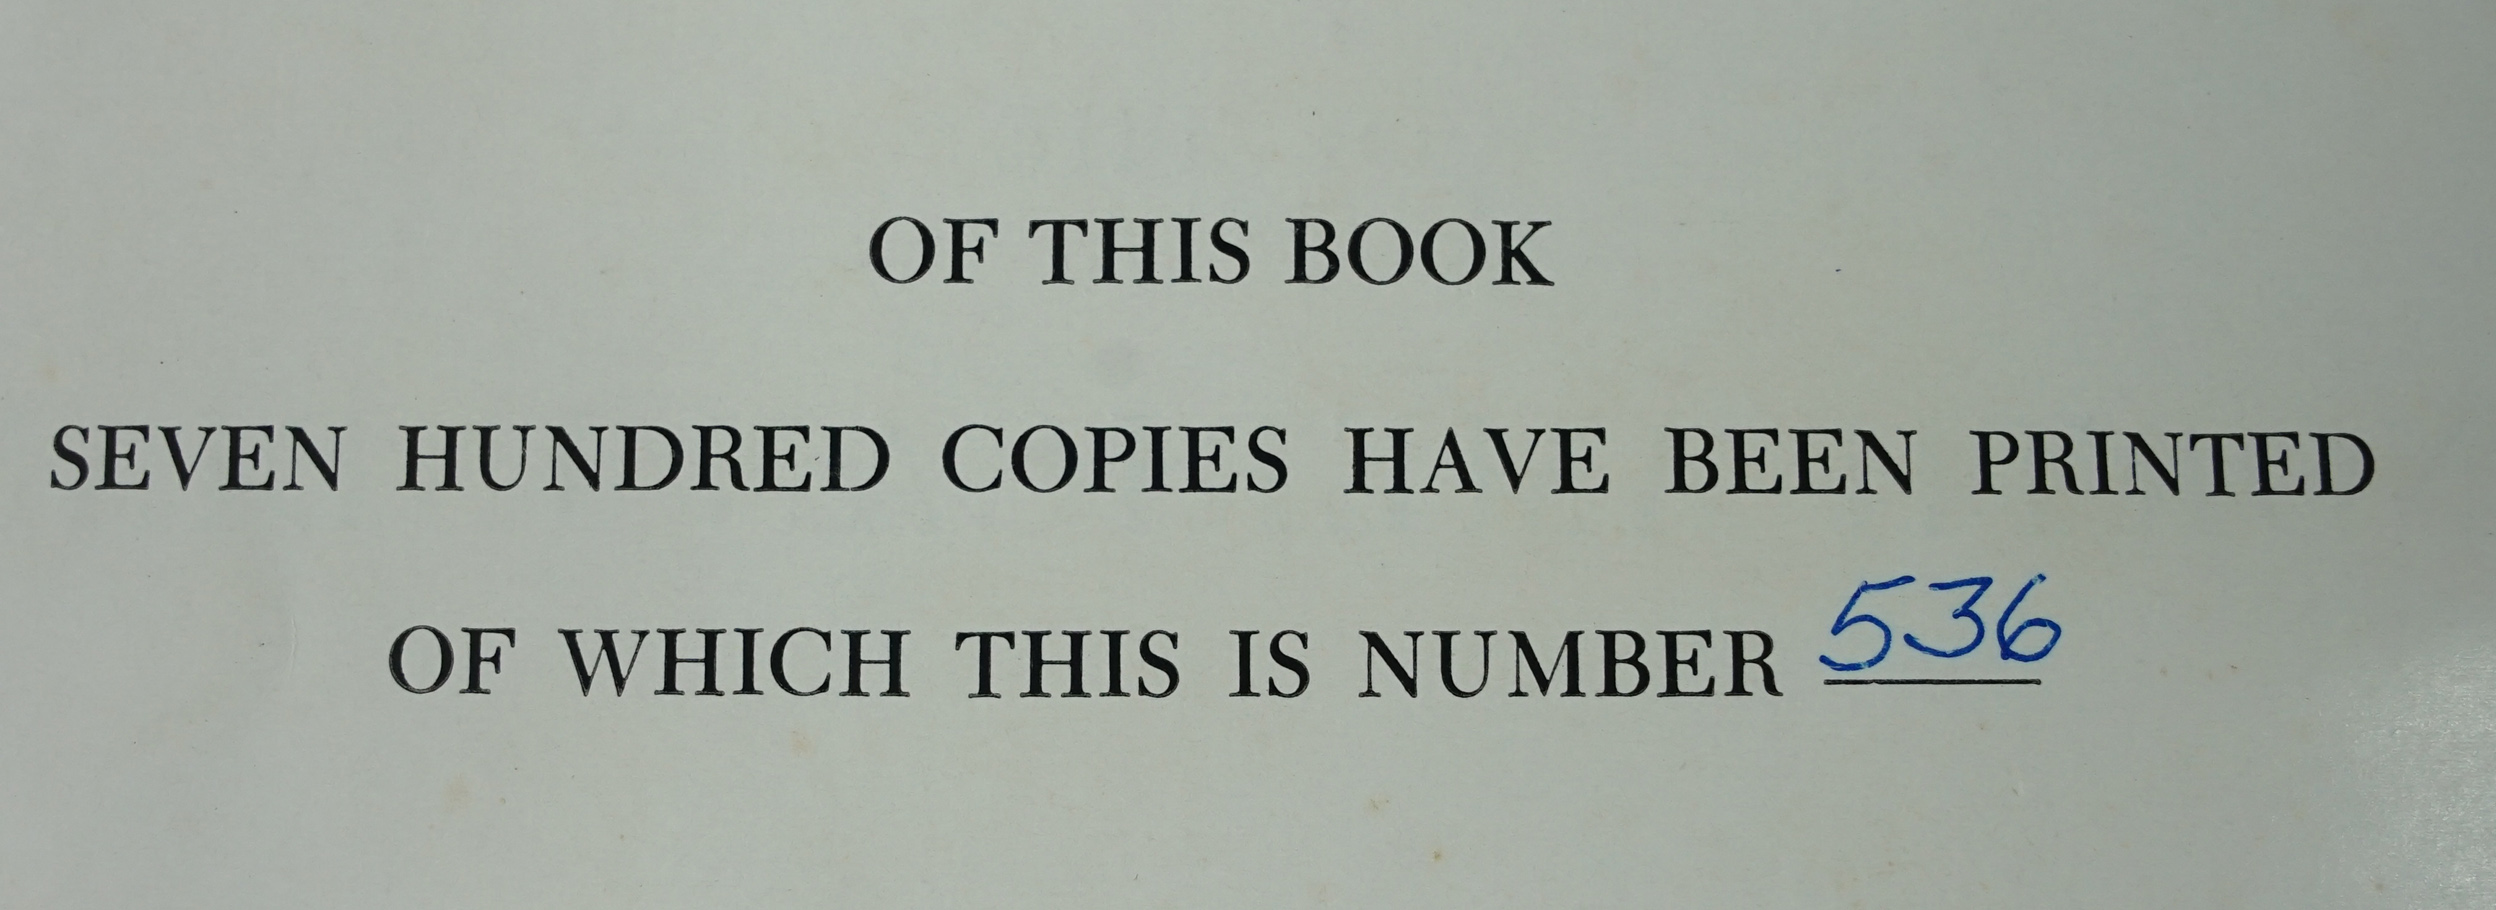 OF THIS BOOK
SEVEN HUNDRED COPIES HAVE BEEN PRINTED
OF WHICH THIS IS NUMBER 536